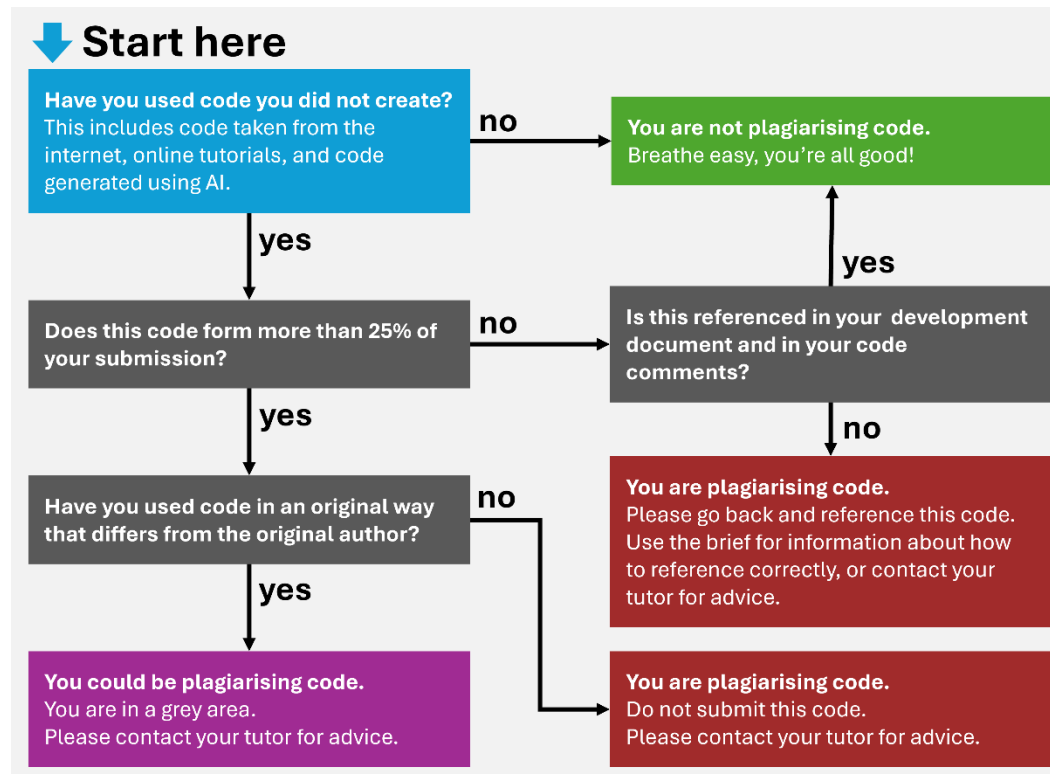 Start here
Have you used code you did not create?
This includes code taken from the
internet, online tutorials, and code
generated using AI.
no
You are not plagiarising code.
Breathe easy, you're all good!
yes
yes
Does this code form more than 25% of
your submission?
no
Is this referenced in your development
document and in your code
comments?
yes
no
Have you used code in an original way
that differs from the original author?
no
You are plagiarising code.
Please go back and reference this code.
Use the brief for information about how
to reference correctly, or contact your
tutor for advice.
yes
You could be plagiarising code.
You are in a grey area.
Please contact your tutor for advice.
You are plagiarising code.
Do not submit this code.
Please contact your tutor for advice.